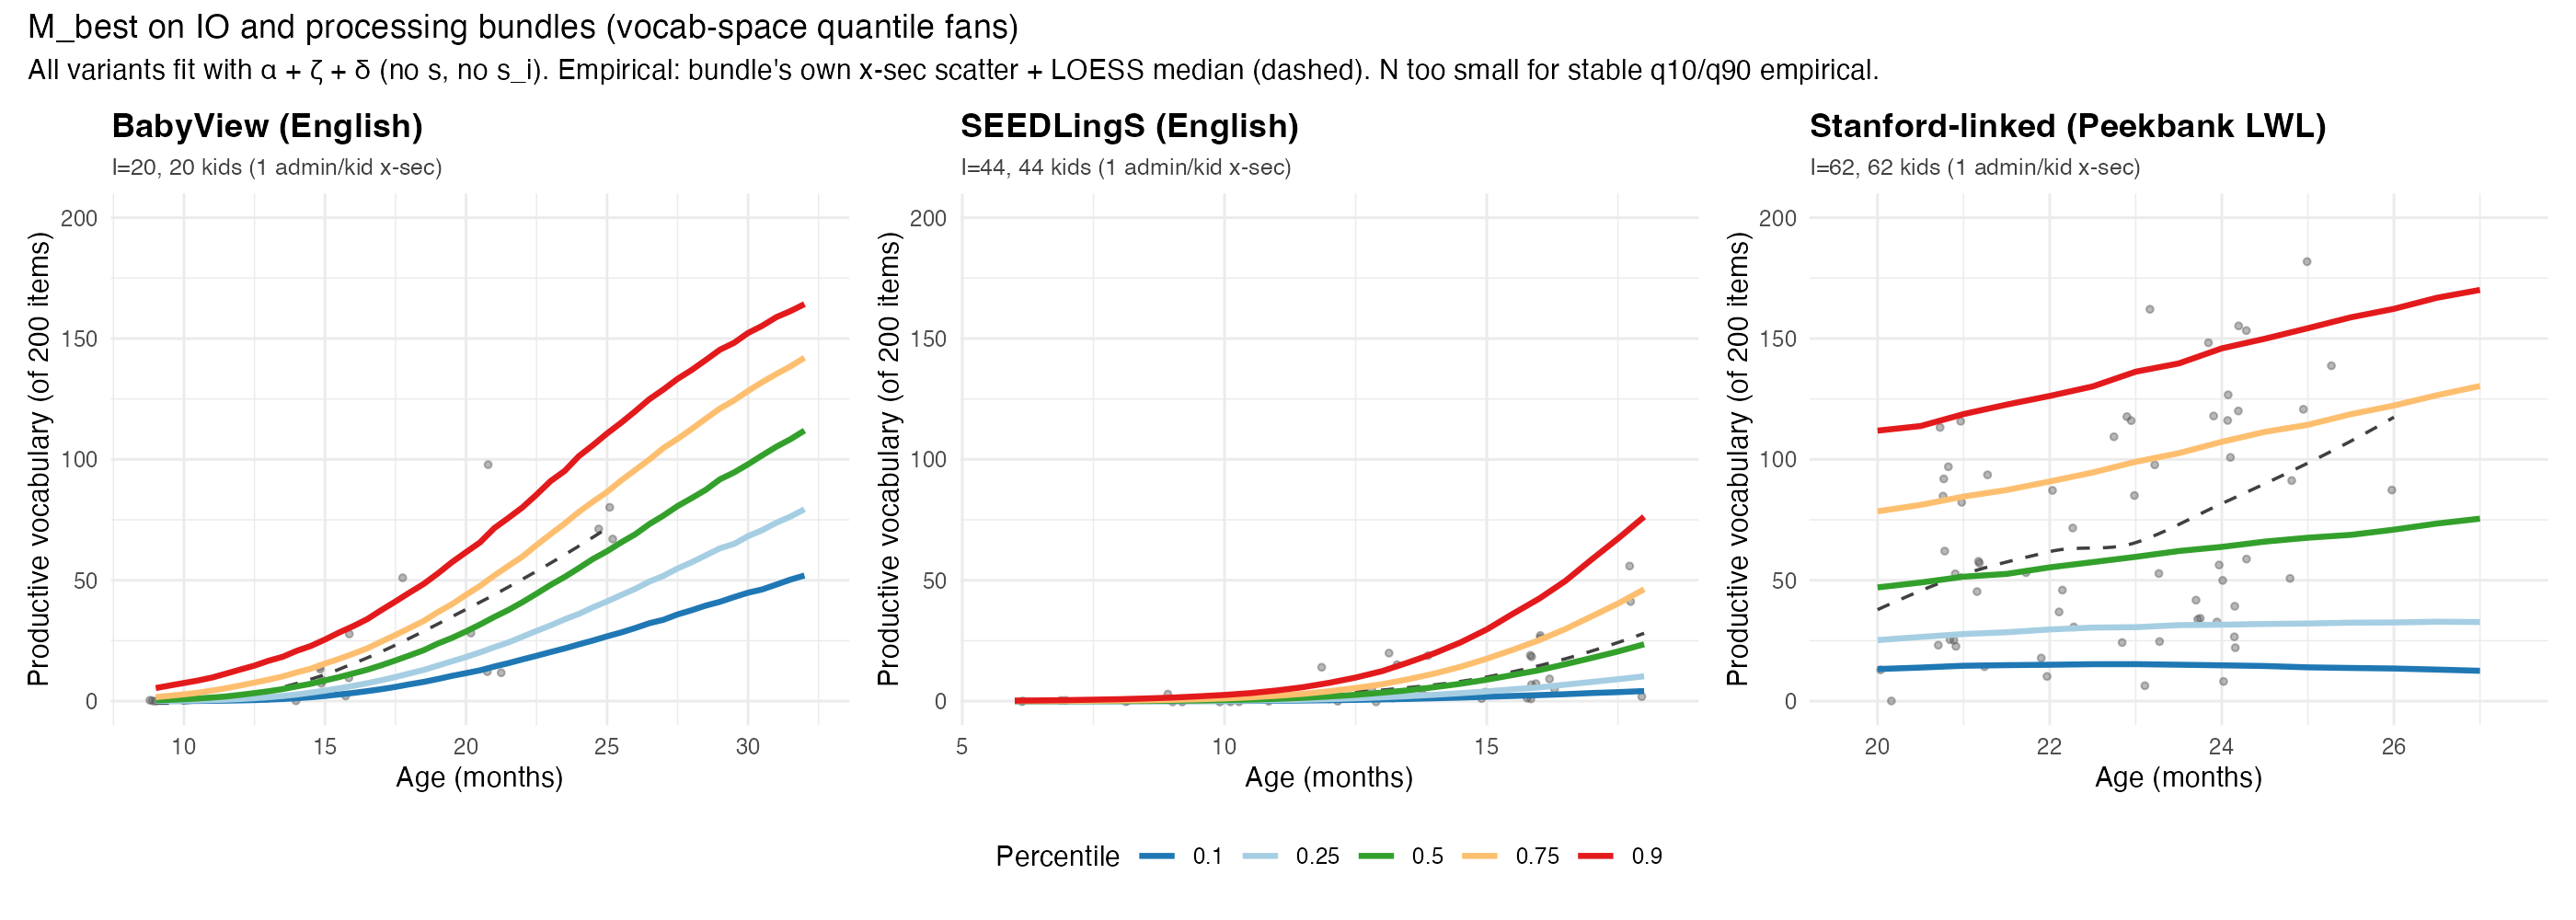 M_best on IO and processing bundles (vocab-space quantile fans)
All variants fit with α + ζ + δ (no s, no s_i). Empirical: bundle's own x-sec scatter + LOESS median (dashed). N too small for stable q10/q90 empirical.
BabyView (English)
I=20, 20 kids (1 admin/kid x-sec)
Productive vocabulary (of 200 items)
200
150
100
50
0
10 15 20 25 30
Age (months)
SEEDLingS (English)
I=44, 44 kids (1 admin/kid x-sec)
Productive vocabulary (of 200 items)
200
150
100
50
0
5 10 15
Age (months)
Stanford-linked (Peekbank LWL)
I=62, 62 kids (1 admin/kid x-sec)
Productive vocabulary (of 200 items)
200
150
100
50
0
20 22 24 26
Age (months)
Percentile 0.1 0.25 0.5 0.75 0.9